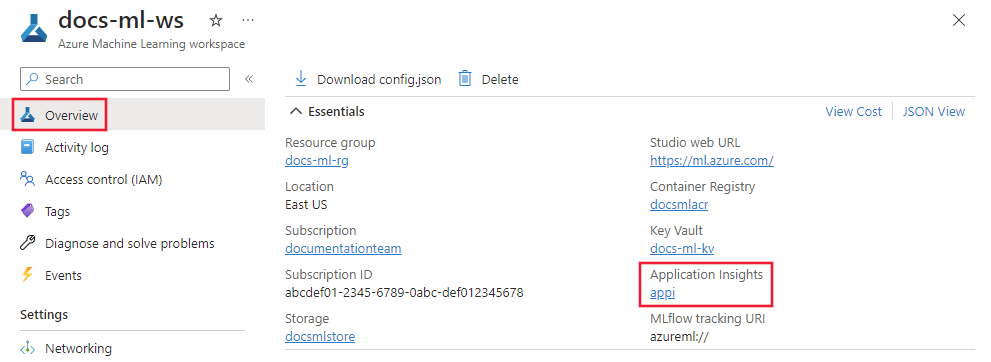 docs-ml-ws
Azure Machine Learning workspace
Search
Overview
Activity log
Access control (IAM)
Tags
Diagnose and solve problems
Events
Settings
Networking
Download config.json
Delete
Essentials
View Cost
JSON View
Resource group
docs-ml-rg
Location
East US
Subscription
documentationteam
Subscription ID
abcdef01-2345-6789-0abc-def012345678
Storage
docsmlstore
Studio web URL
https://ml.azure.com/
Container Registry
docsmlacr
Key Vault
docs-ml-kv
Application Insights
appi
MLflow tracking URI
azureml://